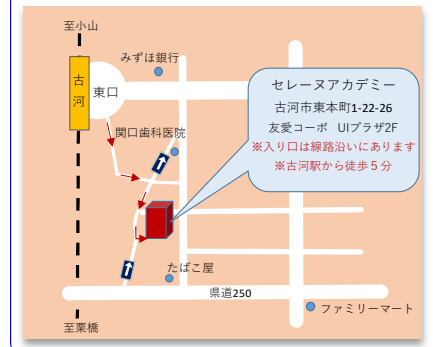 至小山
みずほ銀行
古河
東口
セレーヌアカデミー
古河市東本町1-22-26
友愛コーポ UIプラザ2F
※入り口は線路沿いにあります
※古河駅から徒歩５分
関口歯科医院
たばこ屋
県道250
ファミリーマート
至栗橋